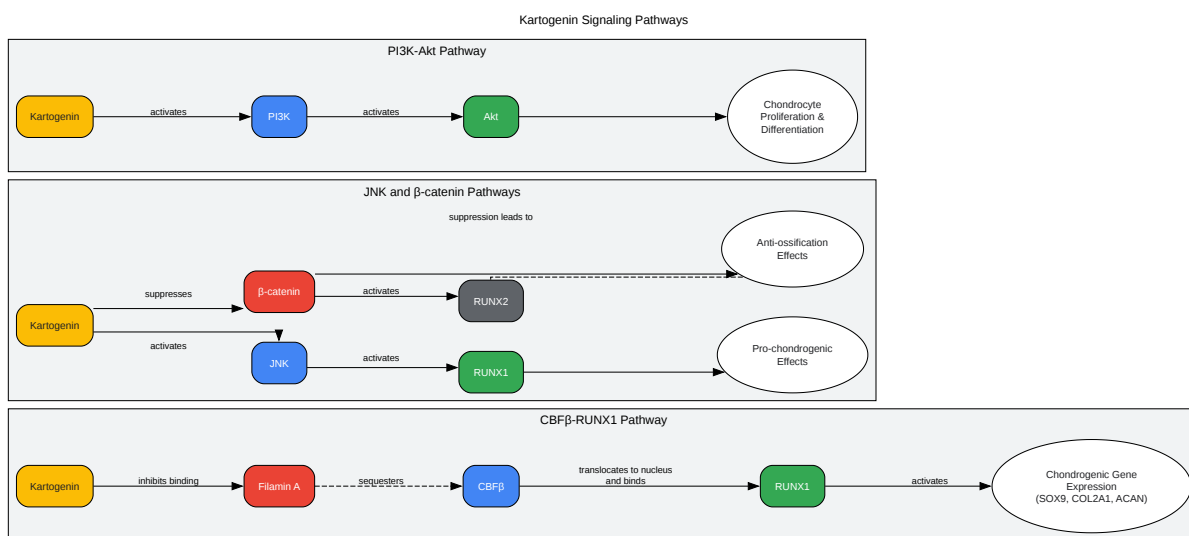 Kartogenin Signaling Pathways
PI3K-Akt Pathway
Kartogenin
activates
PI3K
activates
Akt
Chondrocyte
Proliferation &
Differentiation
JNK and β-catenin Pathways
suppression leads to
Anti-ossification
Effects
β-catenin
suppresses
activates
RUNX2
Kartogenin
activates
JNK
activates
RUNX1
Pro-chondrogenic
Effects
CBFβ-RUNX1 Pathway
Kartogenin
inhibits binding
Filamin A
sequesters
CBFβ
translocates to nucleus
and binds
RUNX1
activates
Chondrogenic Gene
Expression
(SOX9, COL2A1, ACAN)